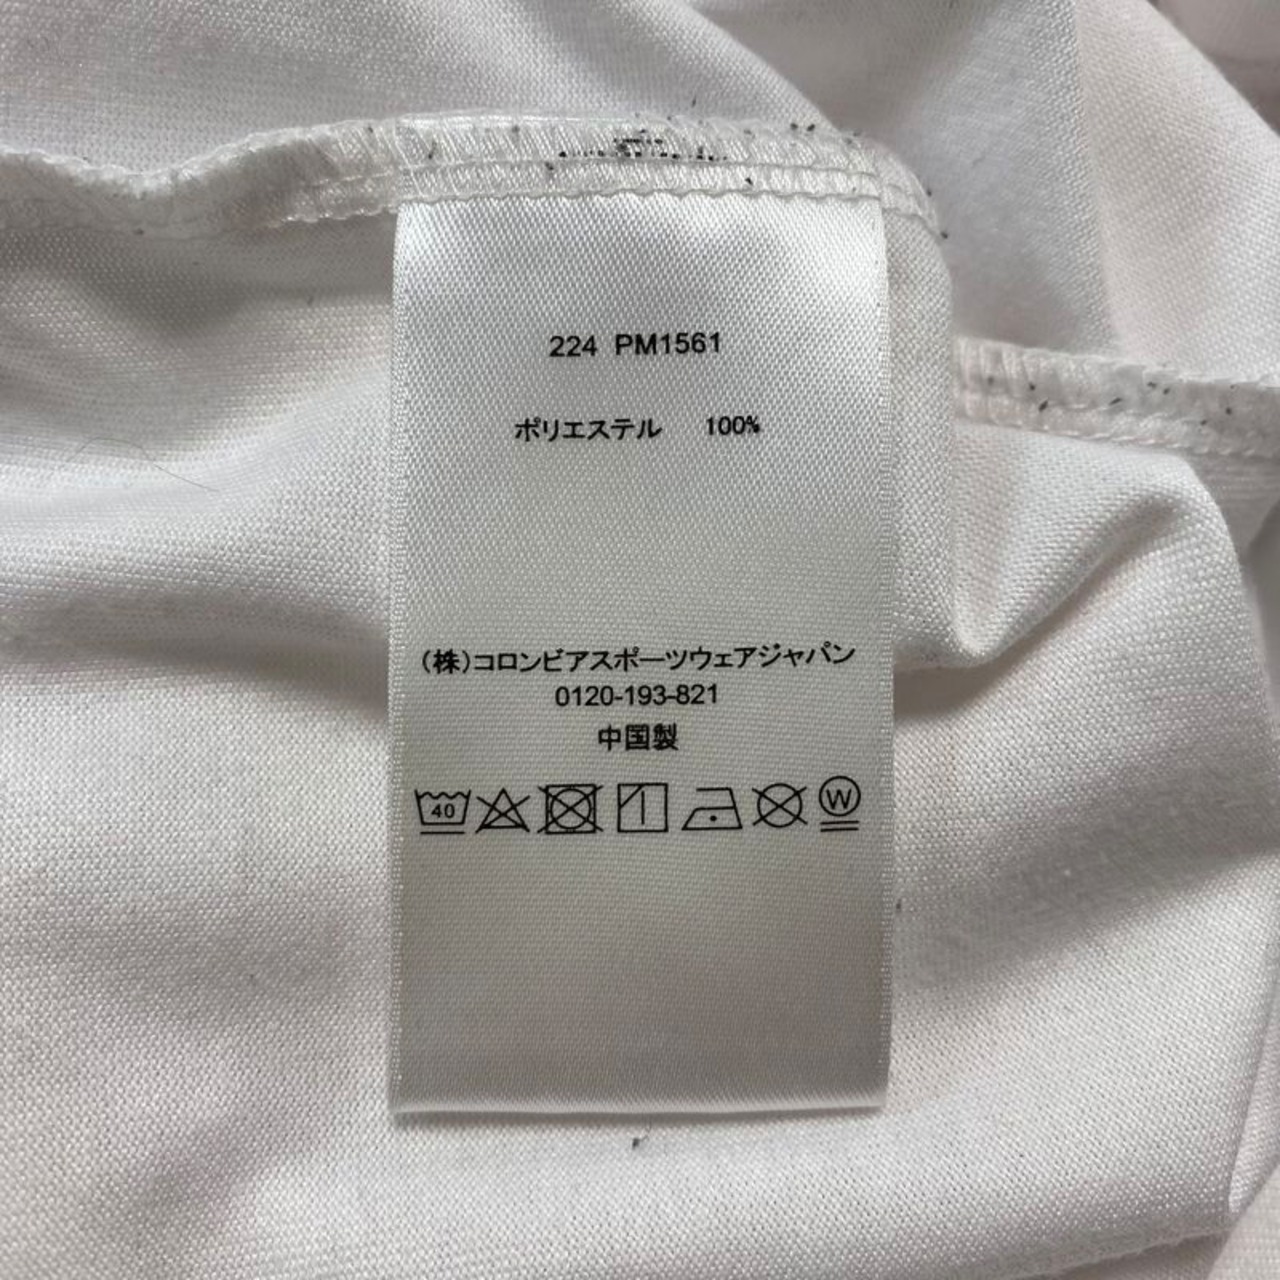 224 PM1561
ポリエステル 100%
(株)コロンビアスポーツウェアジャパン
0120-193-821
中国製
40 W